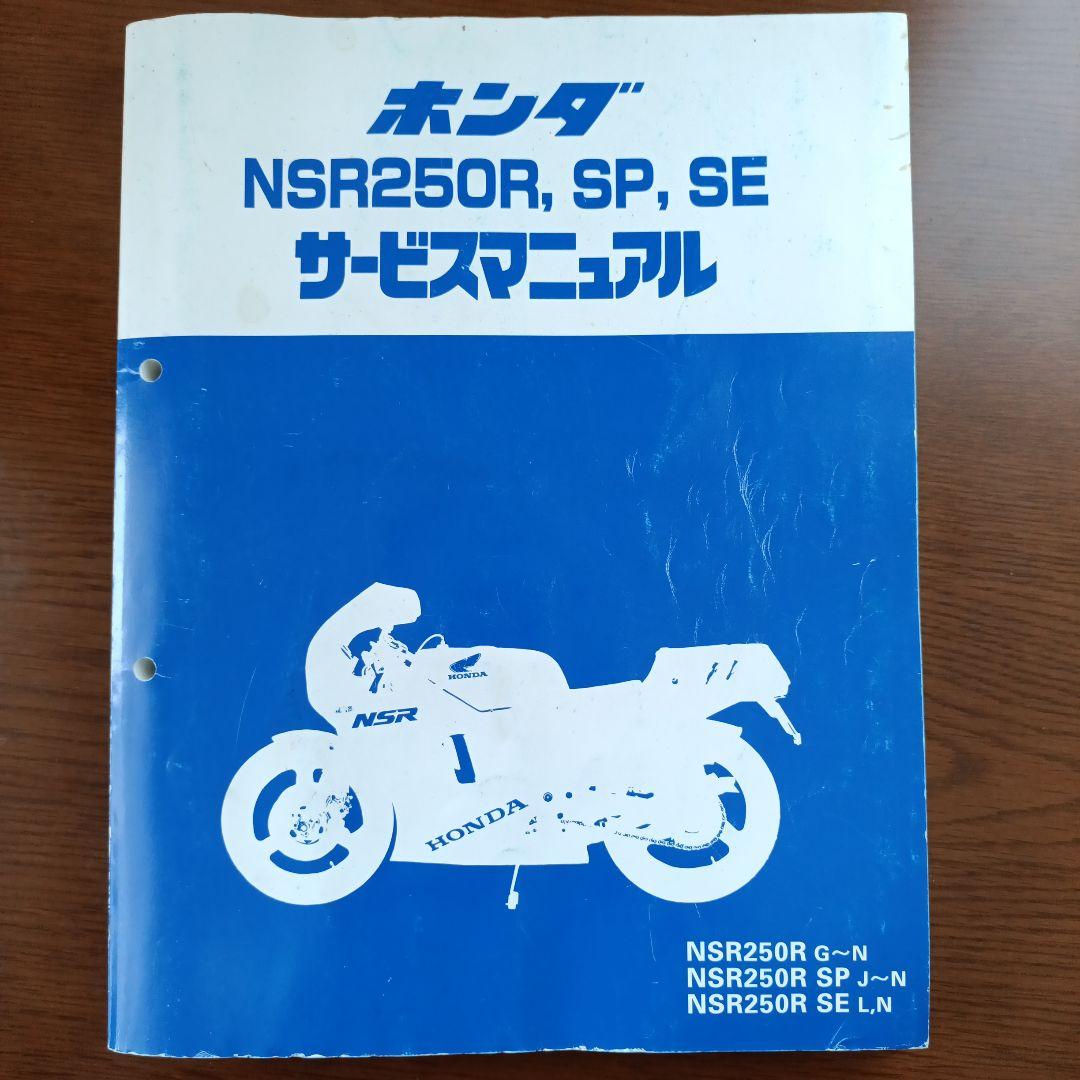 ホンダ
NSR250R, SP, SE
サービスマニュアル
HONDA
NSR
HONDA
NSR250R G～N
NSR250R SP J～N
NSR250R SE L,N